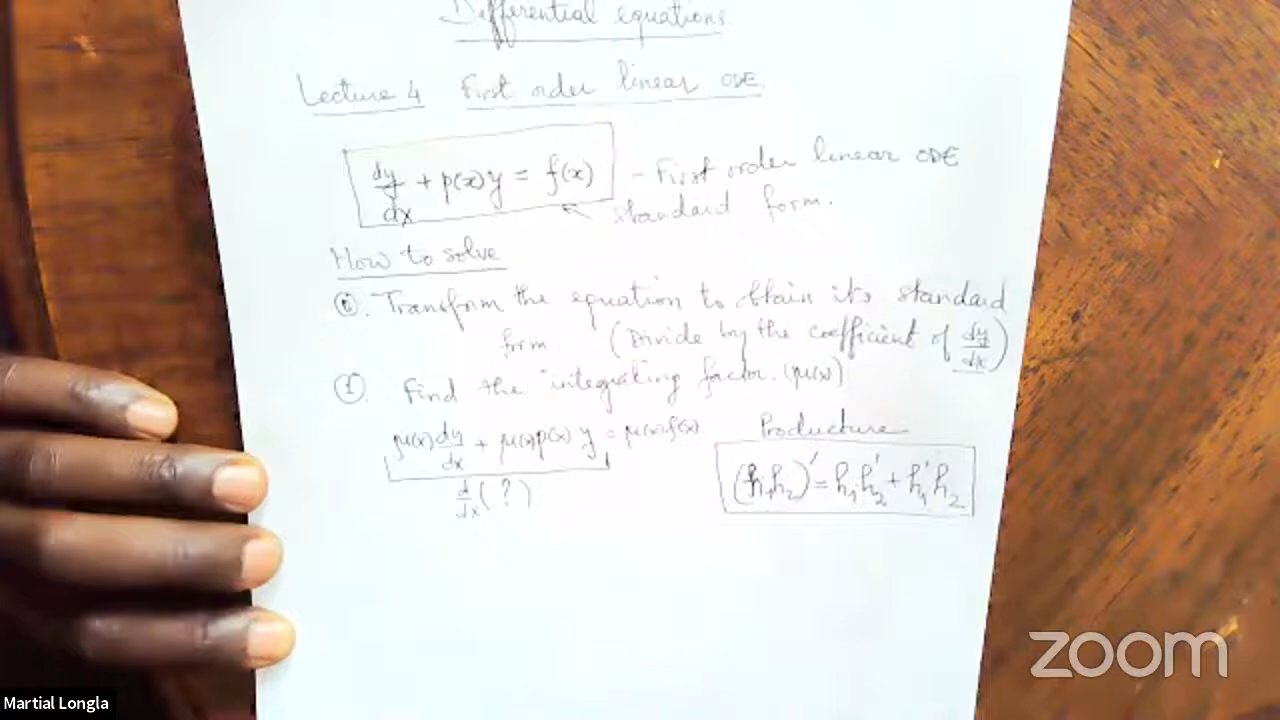 Differential equations
Lecture 4 First order linear ODE
dy/dx + p(x)y = f(x) - First order linear ODE
standard form.
How to solve
⓪. Transform the equation to obtain its standard
form. (Divide by the coefficient of dy/dx)
①. Find the integrating factor. (μ(x))
μ(x)dy/dx + μ(x)p(x)y = μ(x)f(x) Producture
d/dx(?) (h₁h₂)' = h₁h₂' + h₁'h₂
zoom
Martial Longla